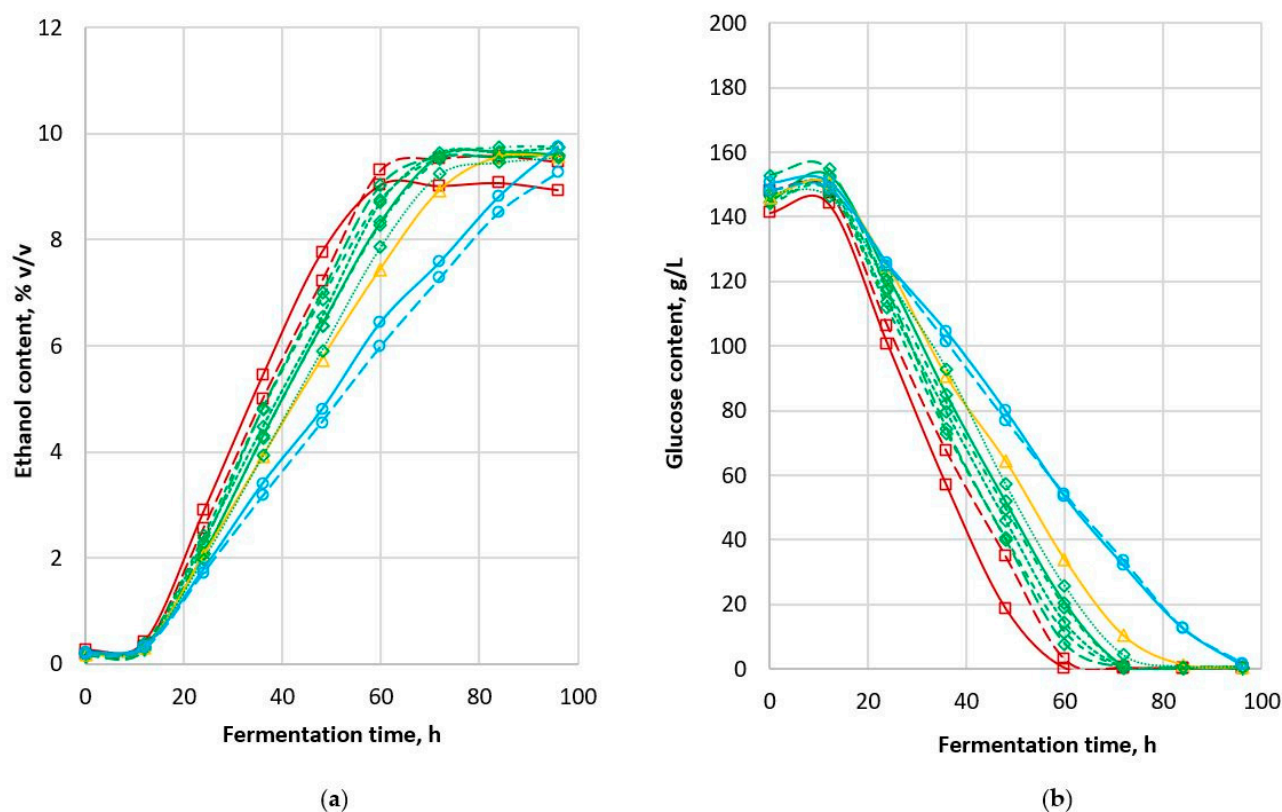 12
10
8
6
4
2
0
Ethanol content, % v/v
0 20 40 60 80 100
Fermentation time, h
(a)
200
180
160
140
120
100
80
60
40
20
0
Glucose content, g/L
0 20 40 60 80 100
Fermentation time, h
(b)